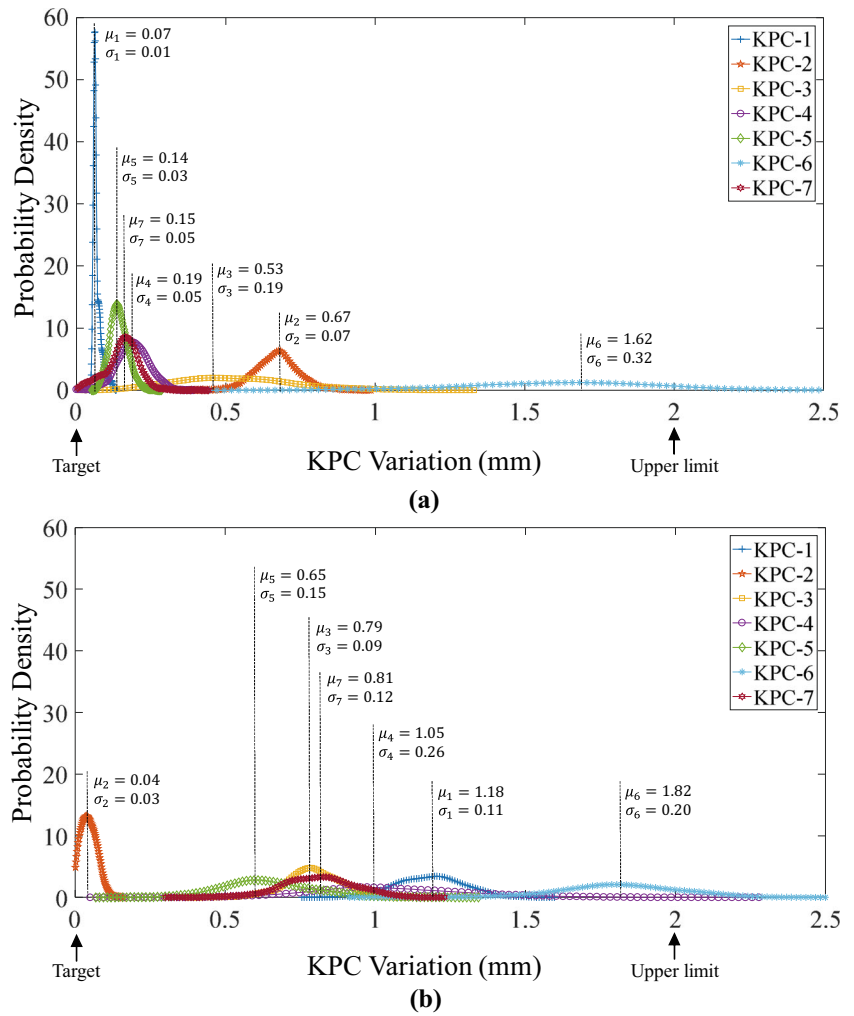 60
50
40
30
20
10
0
Probability Density
μ₁ = 0.07
σ₁ = 0.01
μ₅ = 0.14
σ₅ = 0.03
μ₇ = 0.15
σ₇ = 0.05
μ₄ = 0.19
σ₄ = 0.05
μ₃ = 0.53
σ₃ = 0.19
μ₂ = 0.67
σ₂ = 0.07
μ₆ = 1.62
σ₆ = 0.32
KPC-1
KPC-2
KPC-3
KPC-4
KPC-5
KPC-6
KPC-7
0 0.5 1 1.5 2 2.5
KPC Variation (mm)
Target
Upper limit
(a)
60
50
40
30
20
10
0
Probability Density
μ₅ = 0.65
σ₅ = 0.15
μ₃ = 0.79
σ₃ = 0.09
μ₇ = 0.81
σ₇ = 0.12
μ₄ = 1.05
σ₄ = 0.26
μ₂ = 0.04
σ₂ = 0.03
μ₁ = 1.18
σ₁ = 0.11
μ₆ = 1.82
σ₆ = 0.20
KPC-1
KPC-2
KPC-3
KPC-4
KPC-5
KPC-6
KPC-7
0 0.5 1 1.5 2 2.5
KPC Variation (mm)
Target
Upper limit
(b)